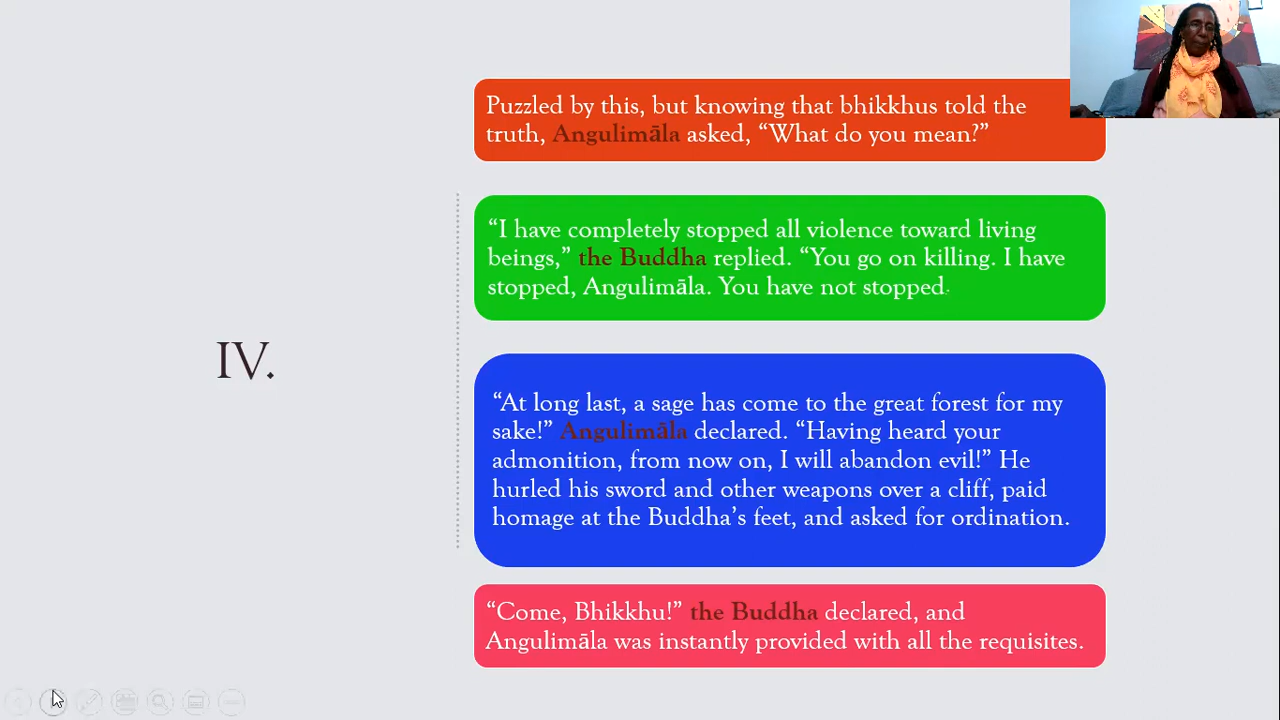 Puzzled by this, but knowing that bhikkhus told the
truth, Angulimāla asked, “What do you mean?”
“I have completely stopped all violence toward living
beings,” the Buddha replied. “You go on killing. I have
stopped, Angulimāla. You have not stopped.
IV.
“At long last, a sage has come to the great forest for my
sake!” Angulimāla declared. “Having heard your
admonition, from now on, I will abandon evil!” He
hurled his sword and other weapons over a cliff, paid
homage at the Buddha’s feet, and asked for ordination.
“Come, Bhikkhu!” the Buddha declared, and
Angulimāla was instantly provided with all the requisites.